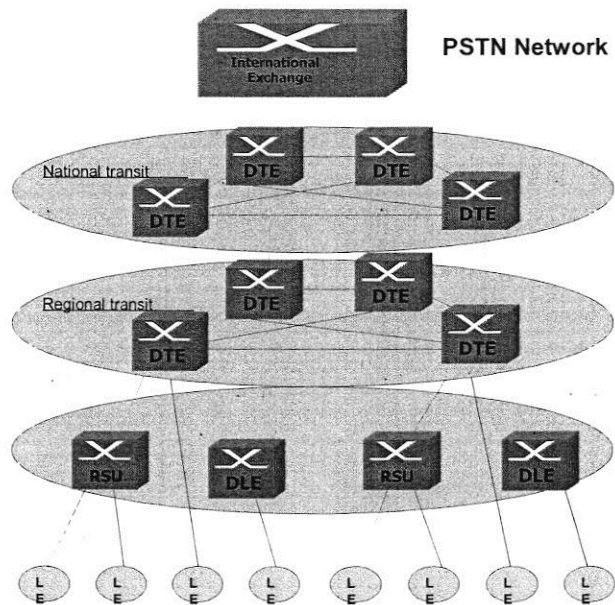 PSTN Network
International
Exchange
National transit
DTE
DTE
DTE
DTE
Regional transit
DTE
DTE
DTE
DTE
RSU
DLE
RSU
DLE
L
E
L
E
L
E
L
E
L
E
L
E
L
E
L
E